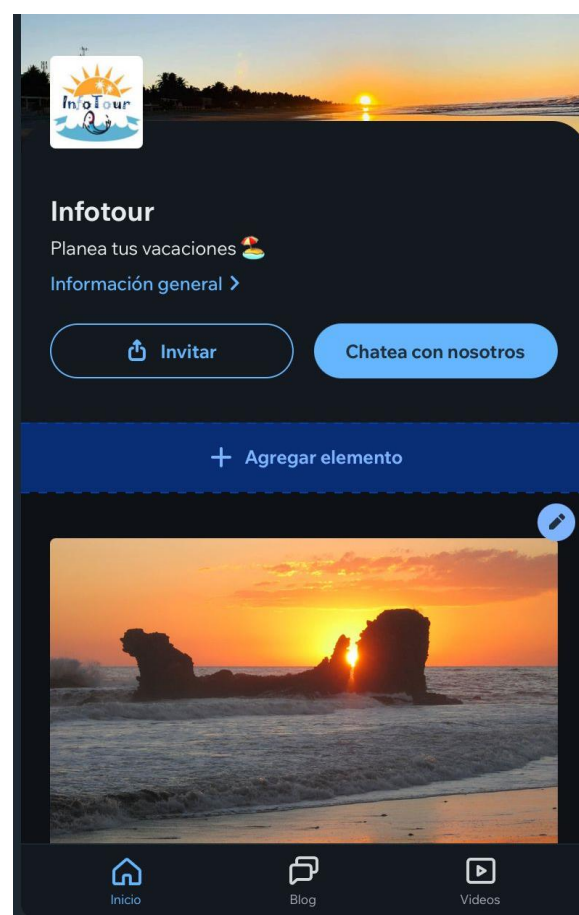 InfoTour
Infotour
Planea tus vacaciones 🏖️
Información general >
Invitar
Chatea con nosotros
+ Agregar elemento
Inicio
Blog
Videos